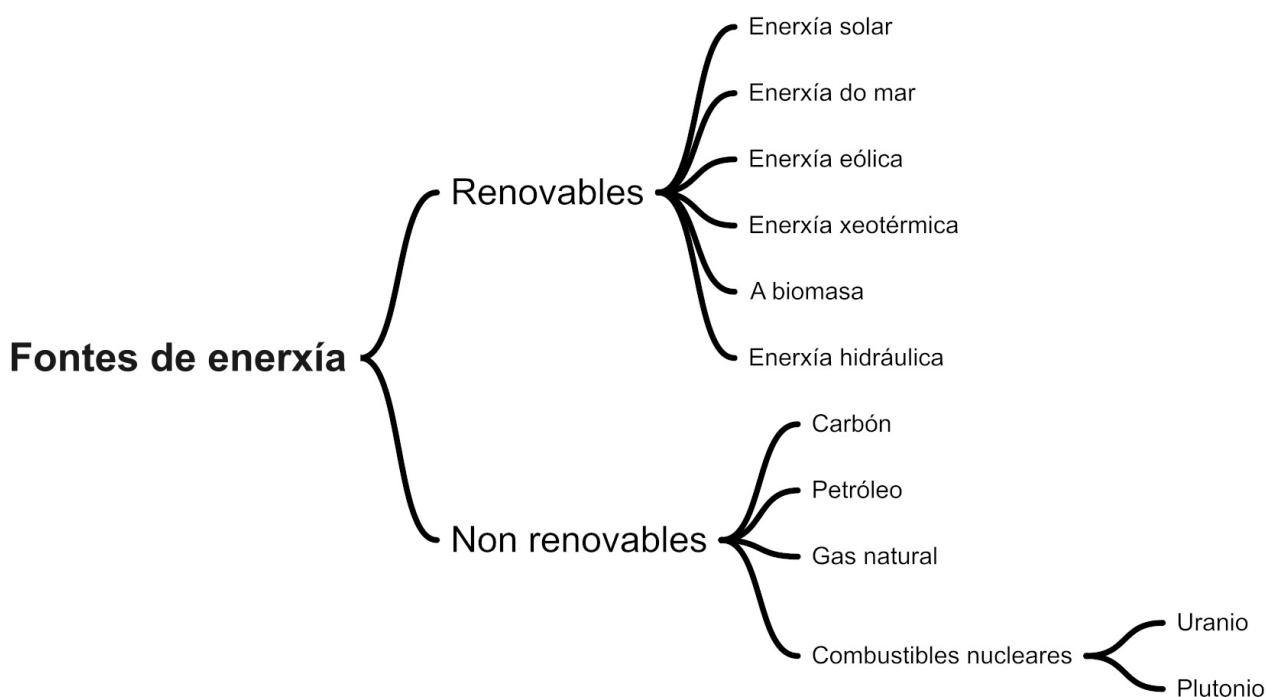 Fontes de enerxía
Renovables
Enerxía solar
Enerxía do mar
Enerxía eólica
Enerxía xeotérmica
A biomasa
Enerxía hidráulica
Non renovables
Carbón
Petróleo
Gas natural
Combustibles nucleares
Uranio
Plutonio